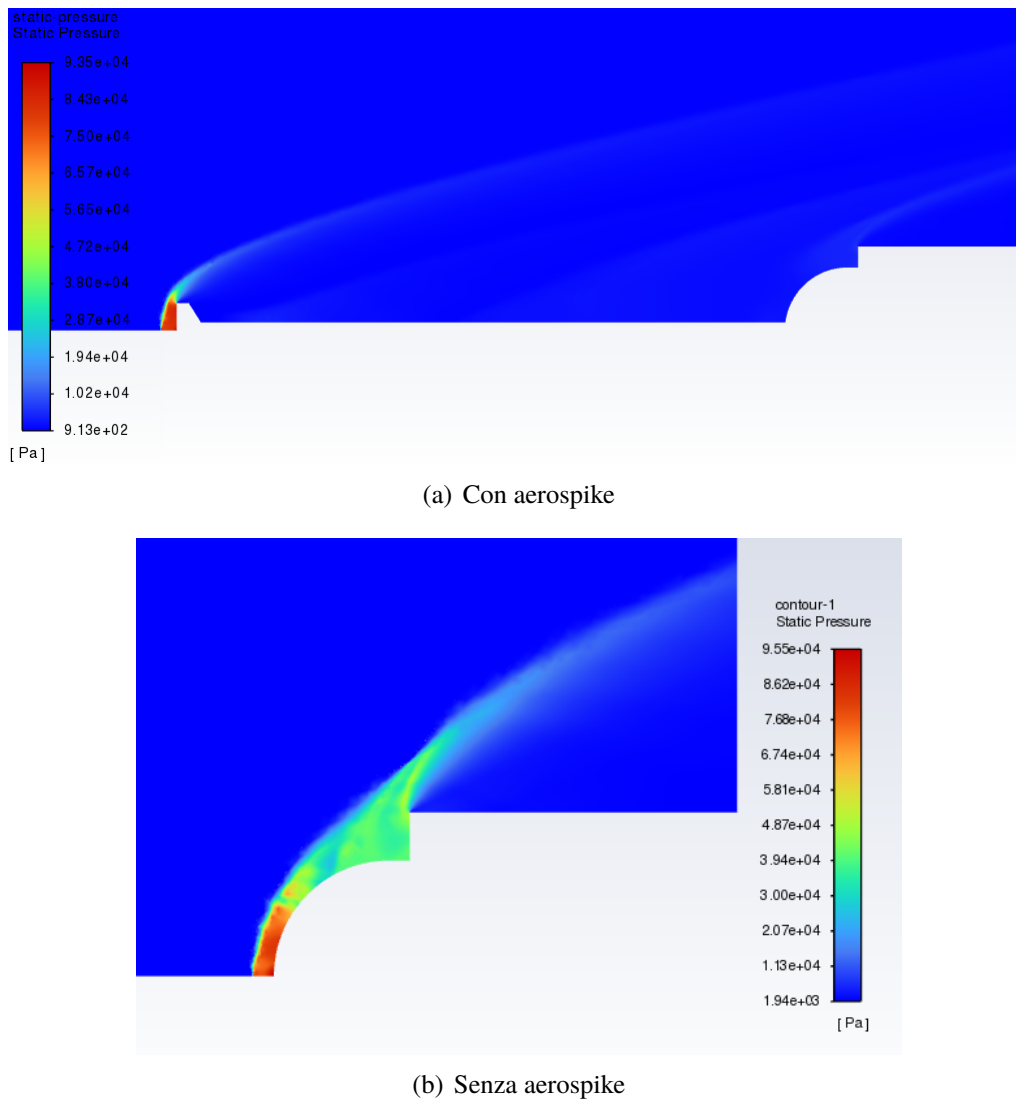 static-pressure
Static Pressure
9.35e+04
8.43e+04
7.50e+04
6.57e+04
5.65e+04
4.72e+04
3.80e+04
2.87e+04
1.94e+04
1.02e+04
9.13e+02
[ Pa ]
(a) Con aerospike
contour-1
Static Pressure
9.55e+04
8.62e+04
7.68e+04
6.74e+04
5.81e+04
4.87e+04
3.94e+04
3.00e+04
2.07e+04
1.13e+04
1.94e+03
[ Pa ]
(b) Senza aerospike